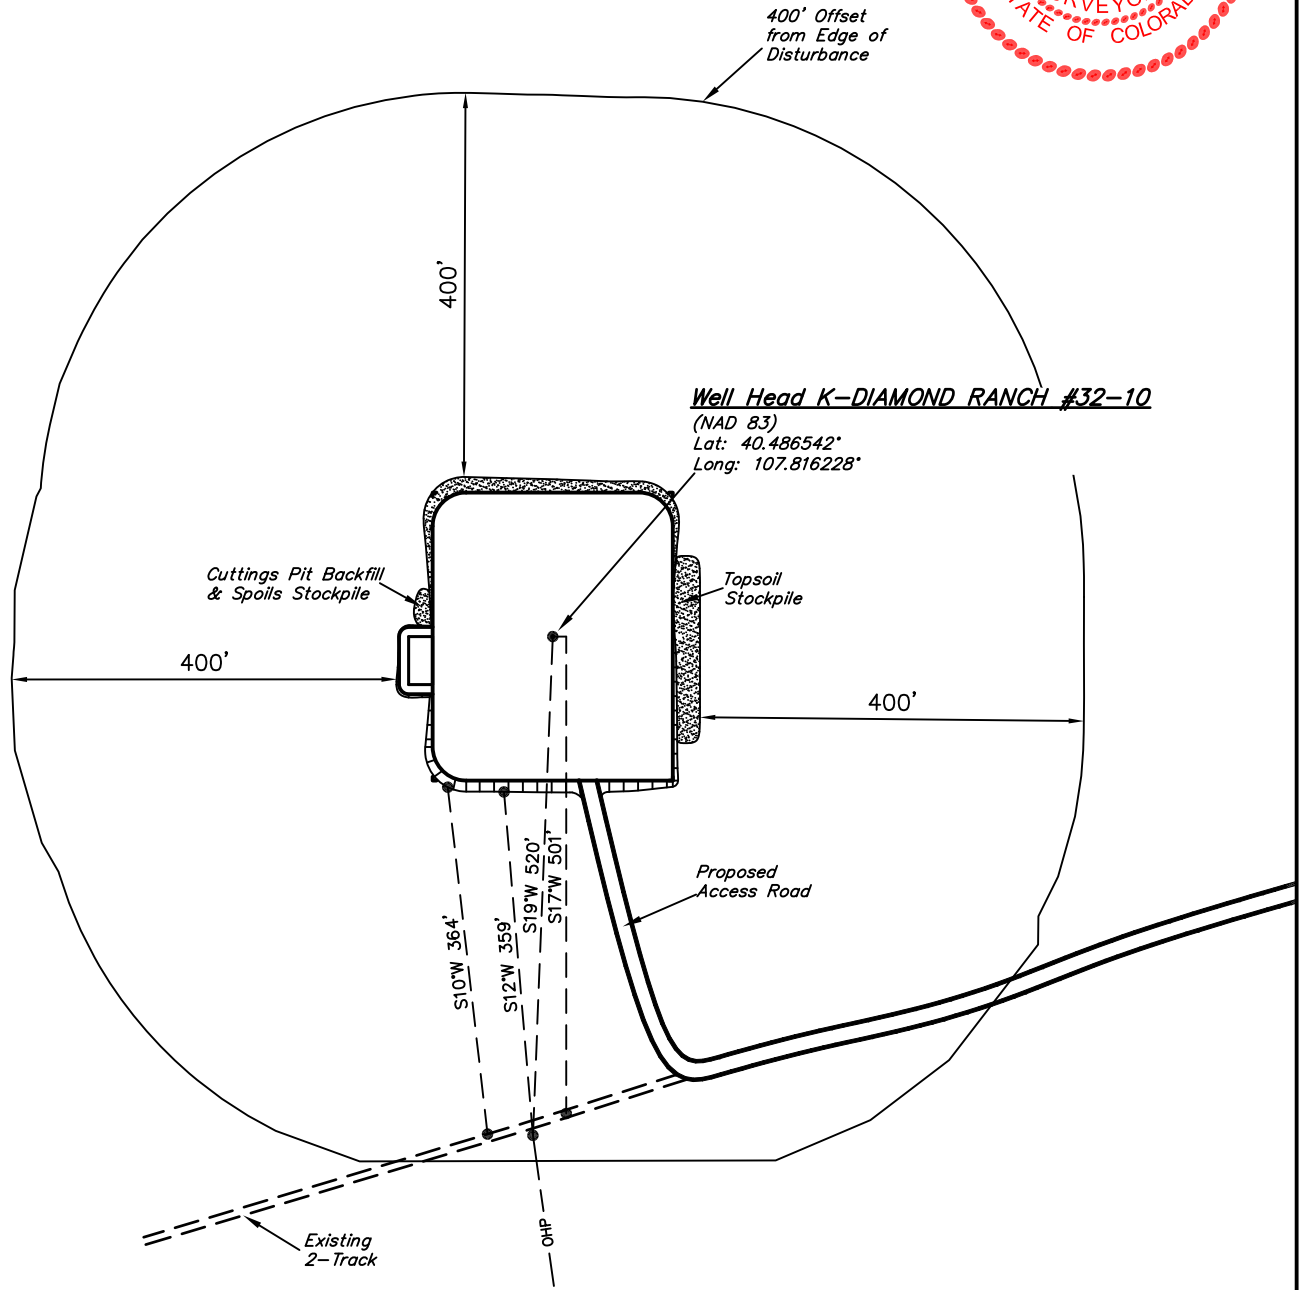 400' Offset
from Edge of
Disturbance
STATE OF COLORAD
400'
Well Head K-DIAMOND RANCH #32-10
(NAD 83)
Lat: 40.486542°
Long: 107.816228°
Cuttings Pit Backfill
& Spoils Stockpile
Topsoil
Stockpile
400'
400'
S19°W 520'
S17°W 501'
Proposed
Access Road
S10°W 364'
S12°W 359'
OHP
Existing
2-Track